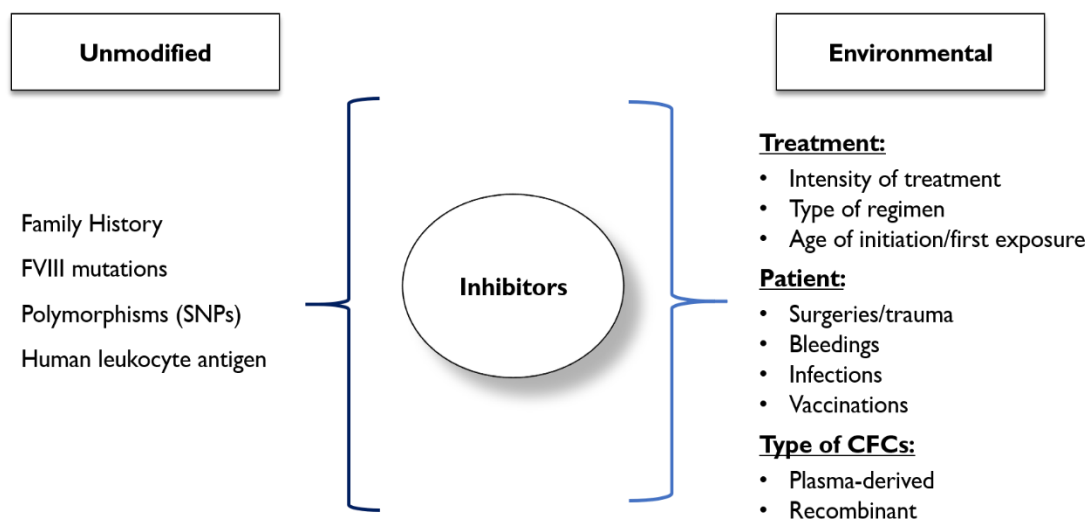 Unmodified
Family History
FVIII mutations
Polymorphisms (SNPs)
Human leukocyte antigen
Inhibitors
Environmental
Treatment:
• Intensity of treatment
• Type of regimen
• Age of initiation/first exposure
Patient:
• Surgeries/trauma
• Bleedings
• Infections
• Vaccinations
Type of CFCs:
• Plasma-derived
• Recombinant